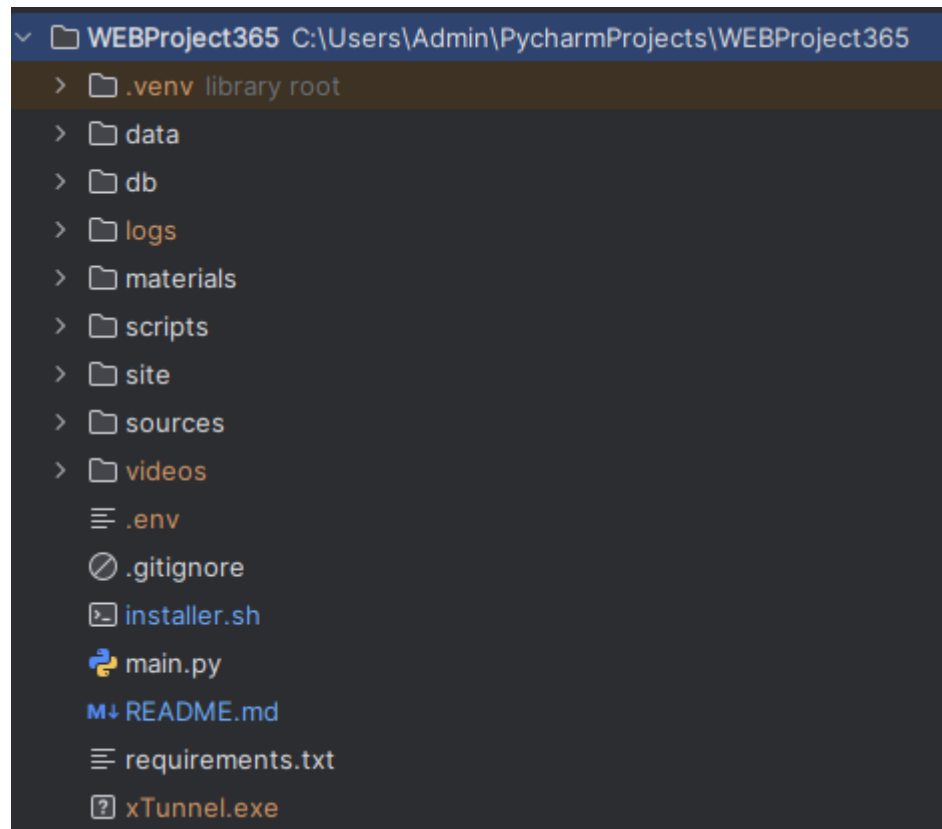 WEBProject365 C:\Users\Admin\PycharmProjects\WEBProject365
.venv library root
data
db
logs
materials
scripts
site
sources
videos
.env
.gitignore
installer.sh
main.py
M↓ README.md
requirements.txt
xTunnel.exe